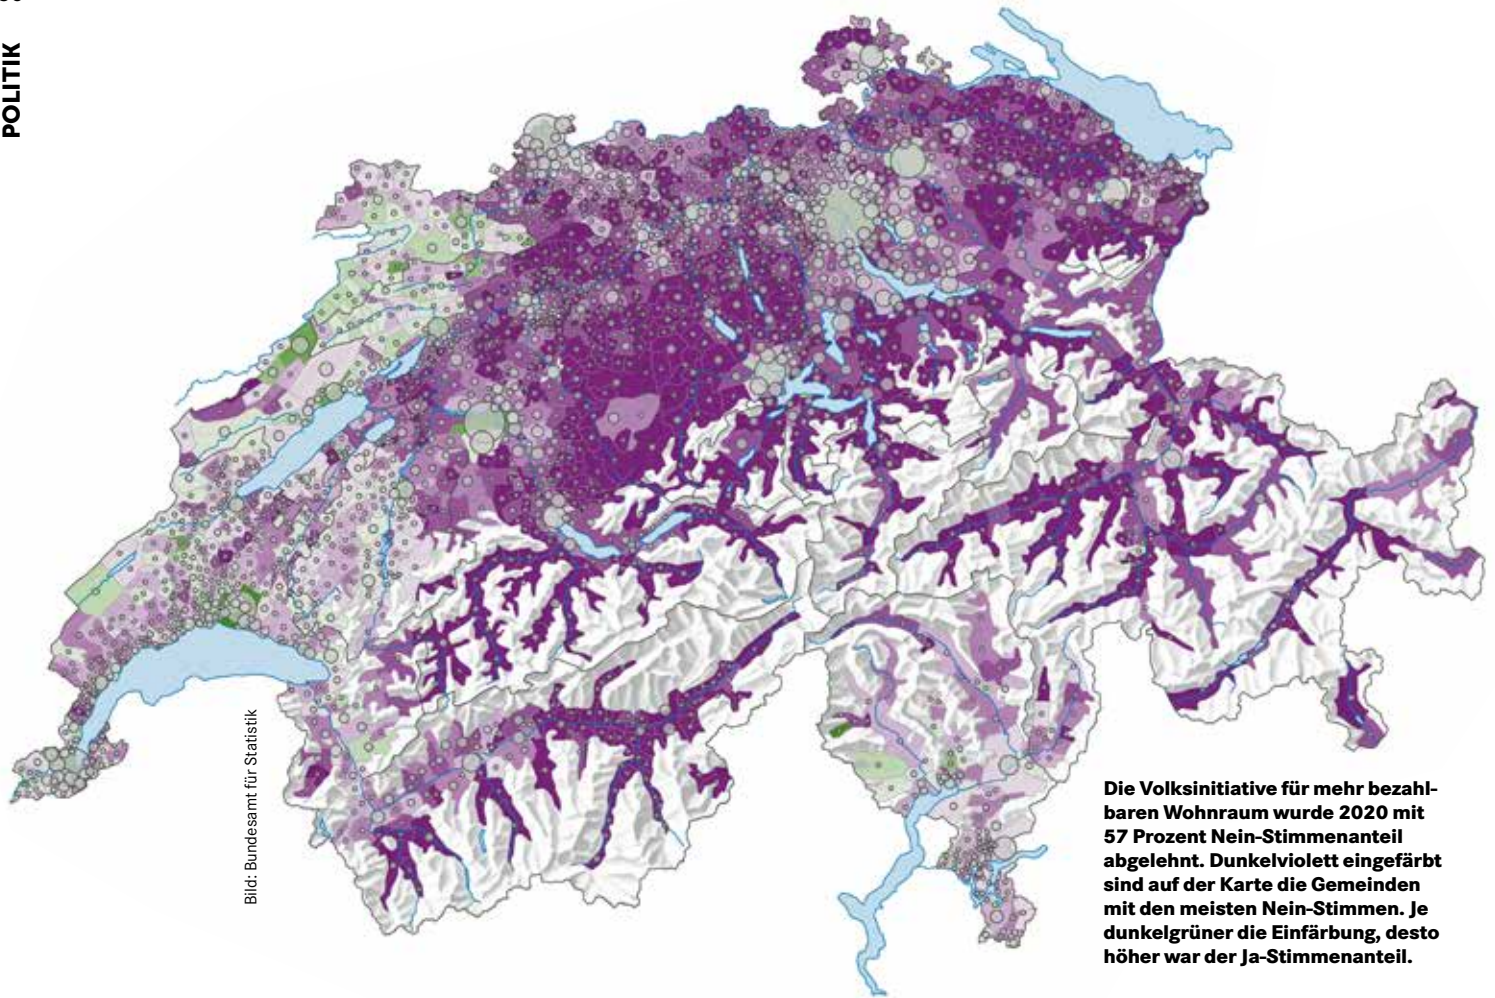 POLITIK
Bild: Bundesamt für Statistik
Die Volksinitiative für mehr bezahl-
baren Wohnraum wurde 2020 mit
57 Prozent Nein-Stimmenanteil
abgelehnt. Dunkelviolett eingefärbt
sind auf der Karte die Gemeinden
mit den meisten Nein-Stimmen. Je
dunkelgrüner die Einfärbung, desto
höher war der Ja-Stimmenanteil.